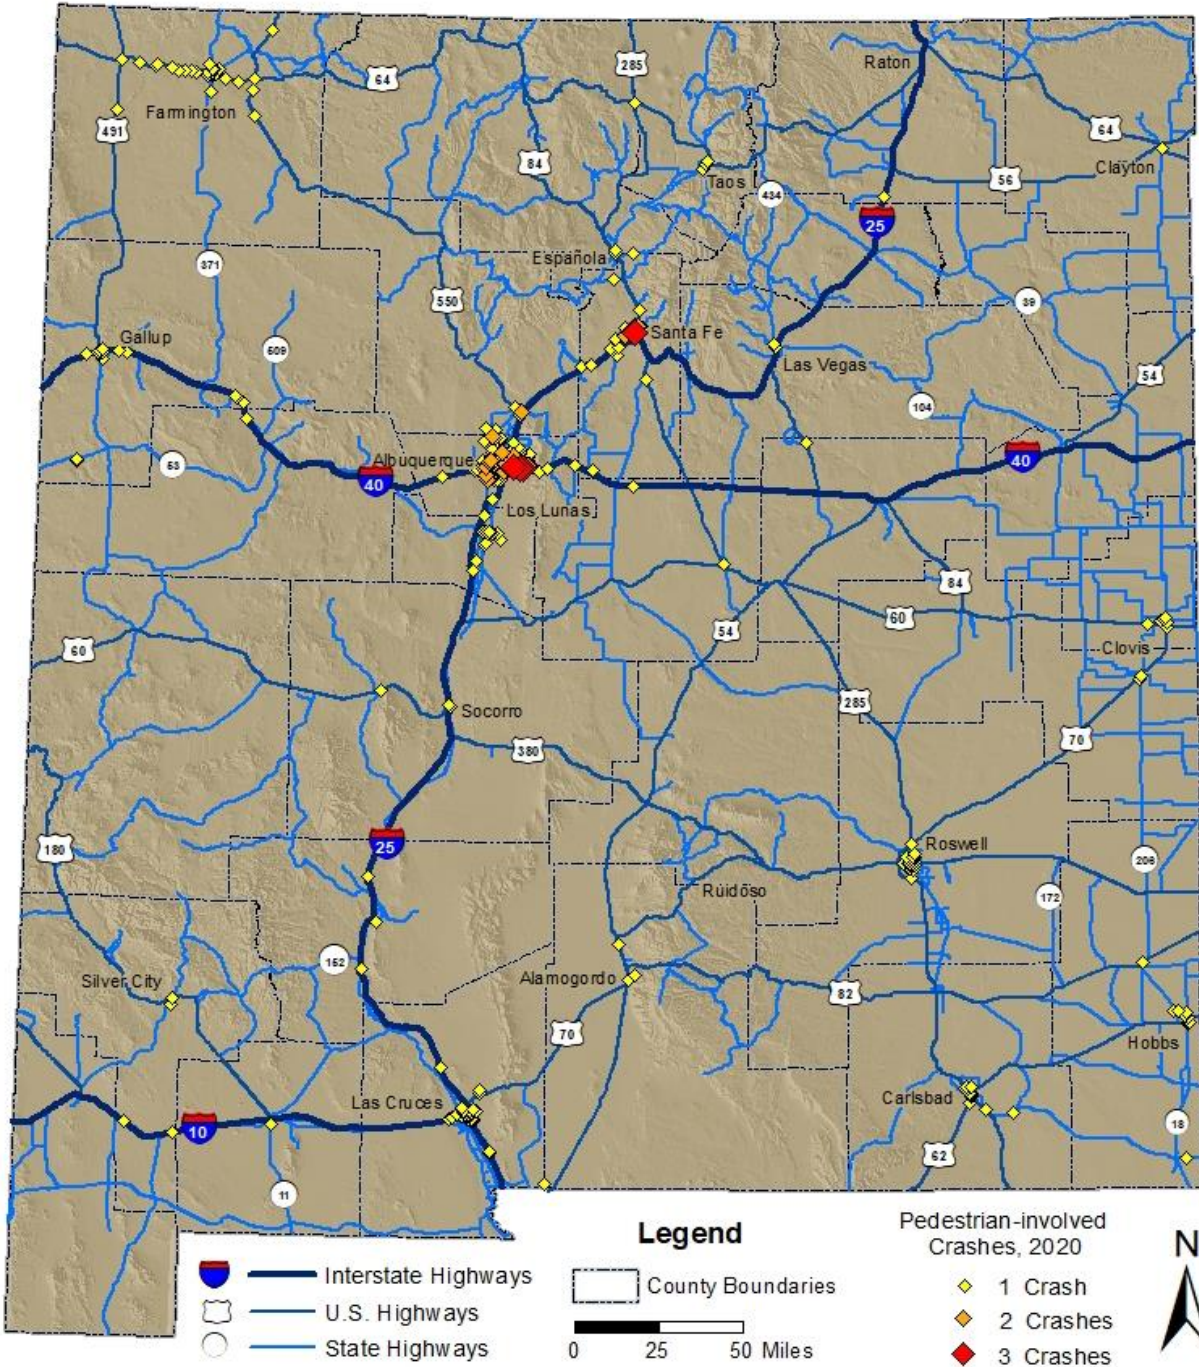 Raton
285
64
Farmington
64
491
84
Clayton
56
Taos
434
25
Española
371
550
39
Gallup
Santa Fe
509
Las Vegas
54
104
Albuquerque
53
40
40
Los Lunas
84
60
54
60
Clovis
285
Socorro
70
380
25
Roswell
180
206
Ruidoso
172
152
Silver City
Alamogordo
82
70
Hobbs
Las Cruces
Carlsbad
10
18
62
11
Legend
Pedestrian-involved
Crashes, 2020
N
Interstate Highways
County Boundaries
1 Crash
U.S. Highways
2 Crashes
State Highways
0 25 50 Miles
3 Crashes